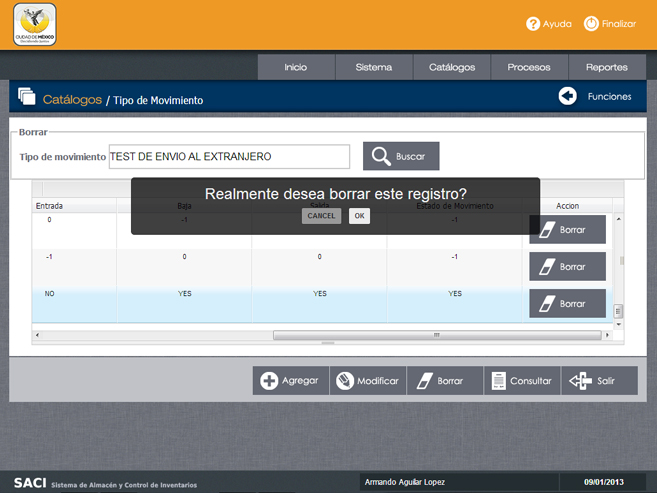 CIUDAD DE MÉXICO
Ayuda
Finalizar
Inicio
Sistema
Catálogos
Procesos
Reportes
Catálogos / Tipo de Movimiento
Funciones
Borrar
Tipo de movimiento TEST DE ENVIO AL EXTRANJERO
Buscar
Realmente desea borrar este registro?
CANCEL OK
Entrada Baja Salida Estado de Movimiento Accion
0 -1 -1 Borrar
-1 0 0 -1 Borrar
NO YES YES YES Borrar
Agregar Modificar Borrar Consultar Salir
SACI Sistema de Almacén y Control de Inventarios
Armando Aguilar Lopez
09/01/2013